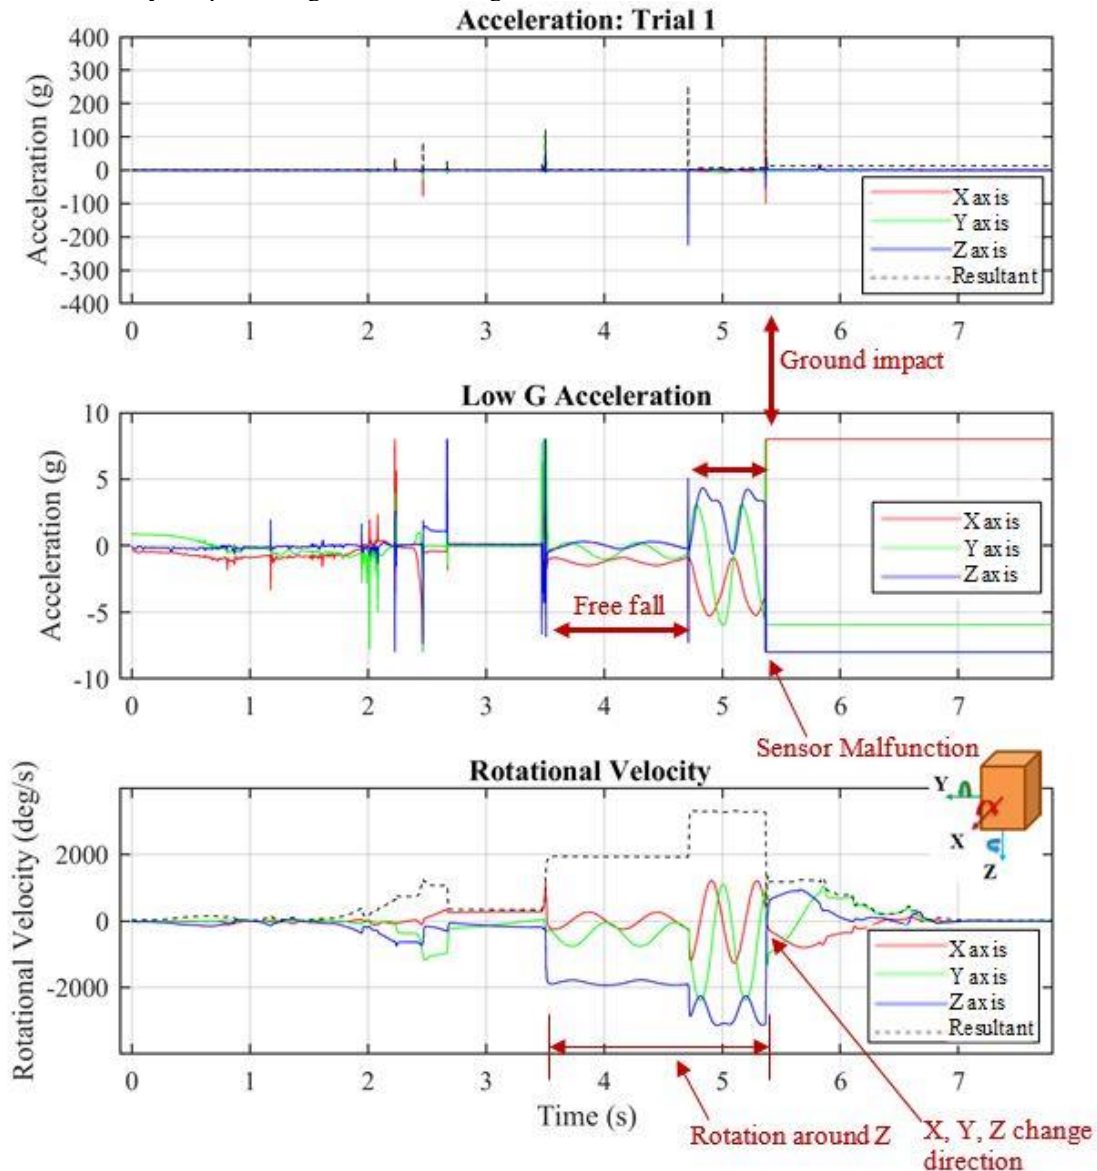 Acceleration: Trial 1
Acceleration (g)
400
300
200
100
0
-100
-200
-300
-400
X axis
Y axis
Z axis
Resultant
0 1 2 3 4 5 6 7
Ground impact
Low G Acceleration
Acceleration (g)
10
5
0
-5
-10
X axis
Y axis
Z axis
Free fall
0 1 2 3 4 5 6 7
Sensor Malfunction
Rotational Velocity
Rotational Velocity (deg/s)
2000
0
-2000
Y
X
Z
X axis
Y axis
Z axis
Resultant
0 1 2 3 4 5 6 7
Time (s)
Rotation around Z
X, Y, Z change
direction